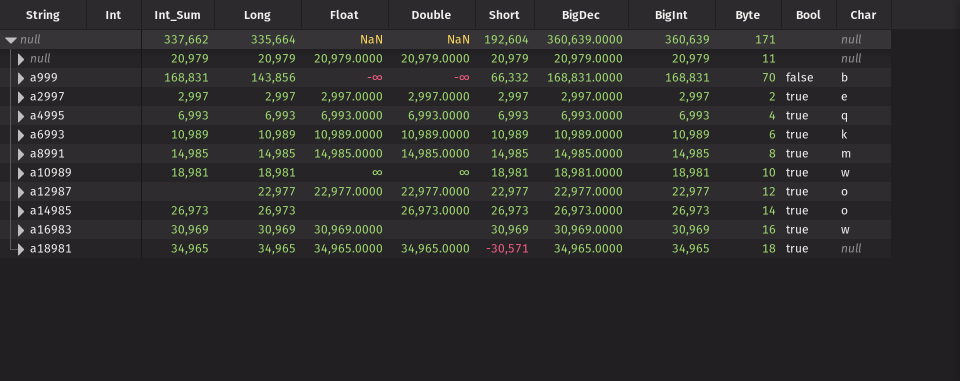 String Int Int_Sum Long Float Double Short BigDec BigInt Byte Bool Char
null 337,662 335,664 NaN NaN 192,604 360,639.0000 360,639 171 null
null 20,979 20,979 20,979.0000 20,979.0000 20,979 20,979.0000 20,979 11 null
a999 168,831 143,856 -∞ -∞ 66,332 168,831.0000 168,831 70 false b
a2997 2,997 2,997 2,997.0000 2,997.0000 2,997 2,997.0000 2,997 2 true e
a4995 6,993 6,993 6,993.0000 6,993.0000 6,993 6,993.0000 6,993 4 true q
a6993 10,989 10,989 10,989.0000 10,989.0000 10,989 10,989.0000 10,989 6 true k
a8991 14,985 14,985 14,985.0000 14,985.0000 14,985 14,985.0000 14,985 8 true m
a10989 18,981 18,981 ∞ ∞ 18,981 18,981.0000 18,981 10 true w
a12987 22,977 22,977.0000 22,977.0000 22,977 22,977.0000 22,977 12 true o
a14985 26,973 26,973 26,973.0000 26,973 26,973.0000 26,973 14 true o
a16983 30,969 30,969 30,969.0000 30,969 30,969.0000 30,969 16 true w
a18981 34,965 34,965 34,965.0000 34,965.0000 -30,571 34,965.0000 34,965 18 true null